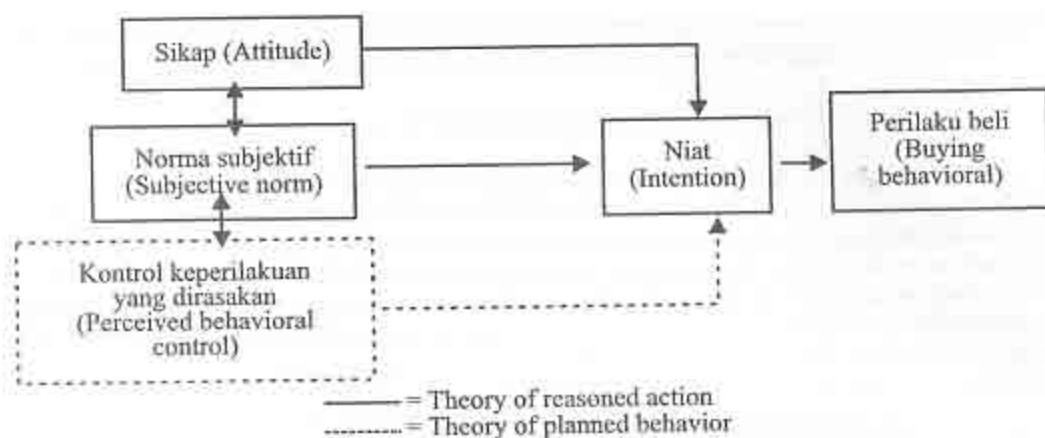 Sikap (Attitude)
Norma subjektif
(Subjective norm)
Niat
(Intention)
Perilaku beli
(Buying
behavioral)
Kontrol keperilakuan
yang dirasakan
(Perceived behavioral
control)
= Theory of reasoned action
= Theory of planned behavior